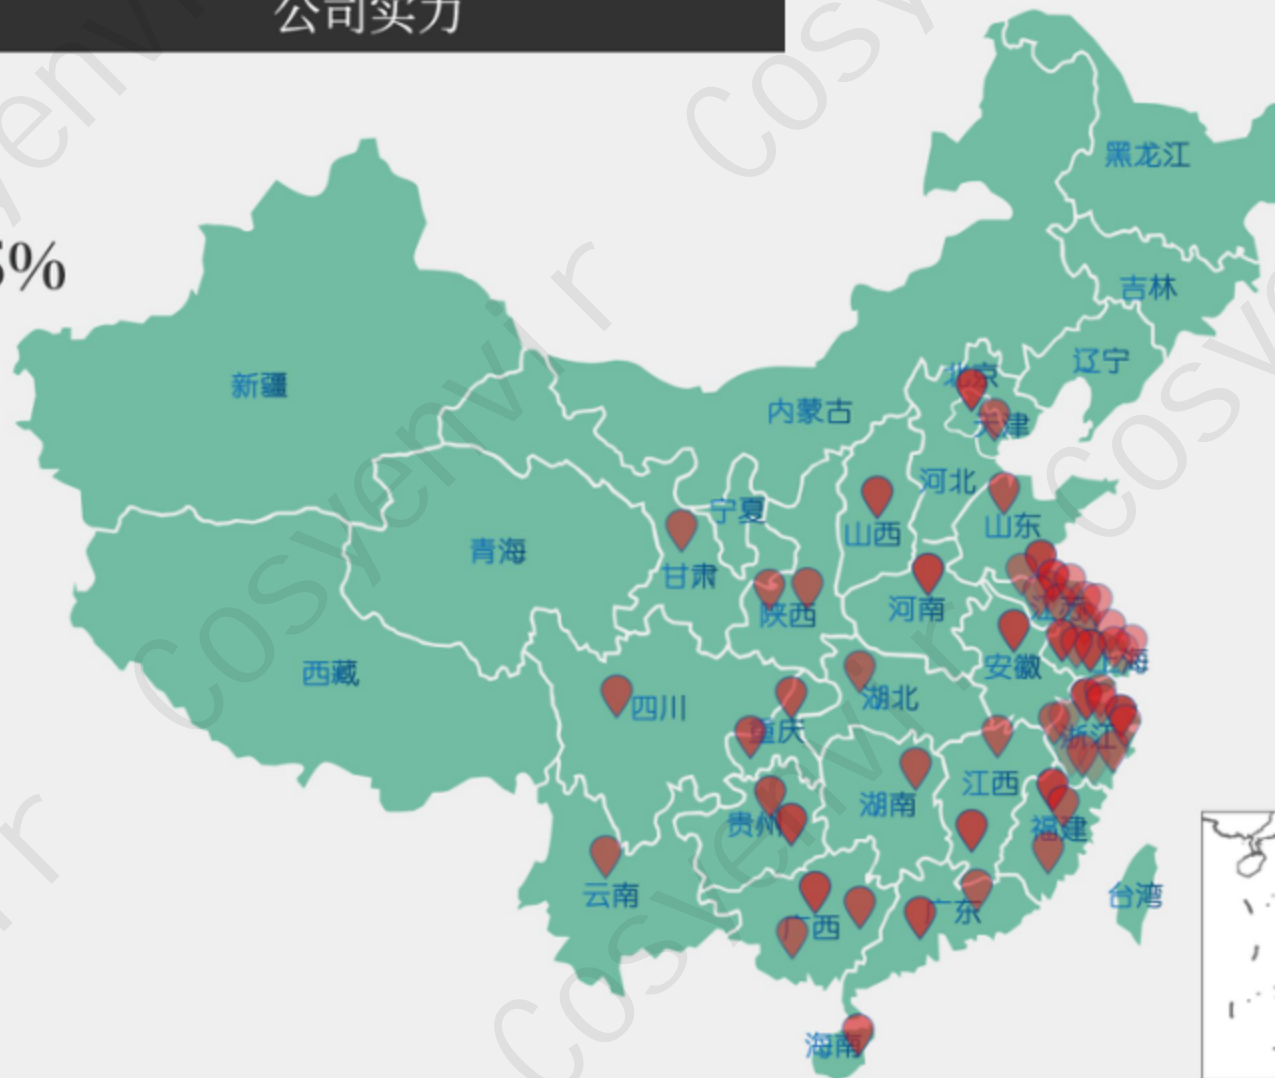 公司实力
黑龙江
5%
吉林
辽宁
北京
新疆
内蒙古
天津
河北
宁夏
山东
山西
青海
甘肃
河南
江苏
陕西
上海
安徽
西藏
湖北
四川
重庆
浙江
江西
湖南
贵州
福建
云南
台湾
广东
广西
海南
Cosyenvir
Cosyenvir